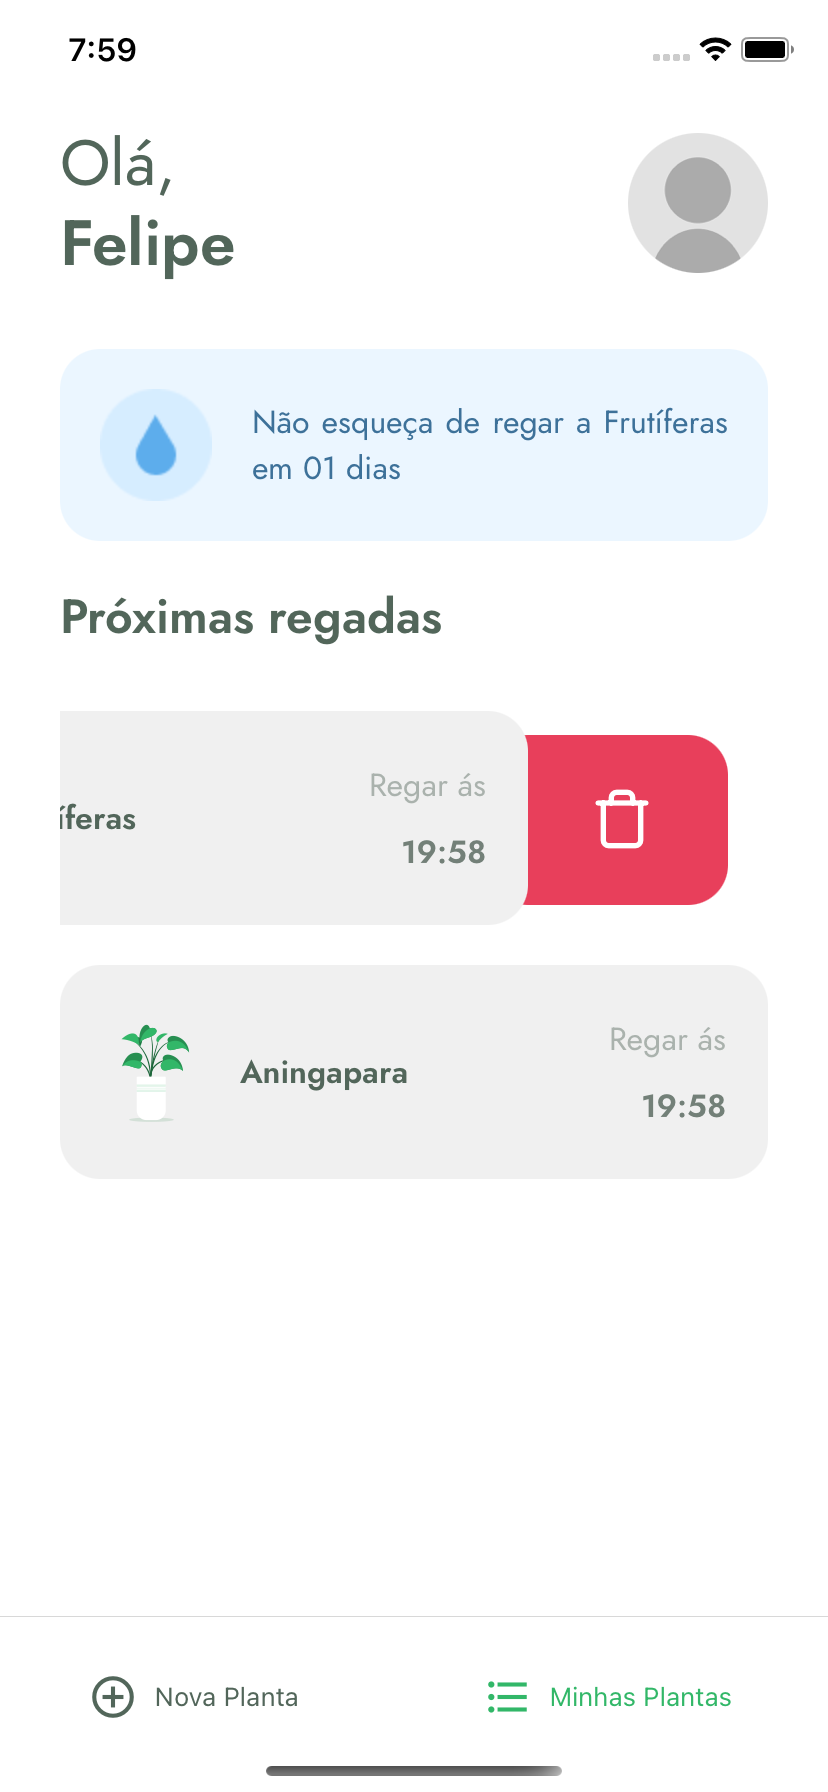 7:59
Olá,
Felipe
Não esqueça de regar a Frutíferas
em 01 dias
Próximas regadas
Regar ás
íferas
19:58
Regar ás
Aningapara
19:58
Nova Planta
Minhas Plantas